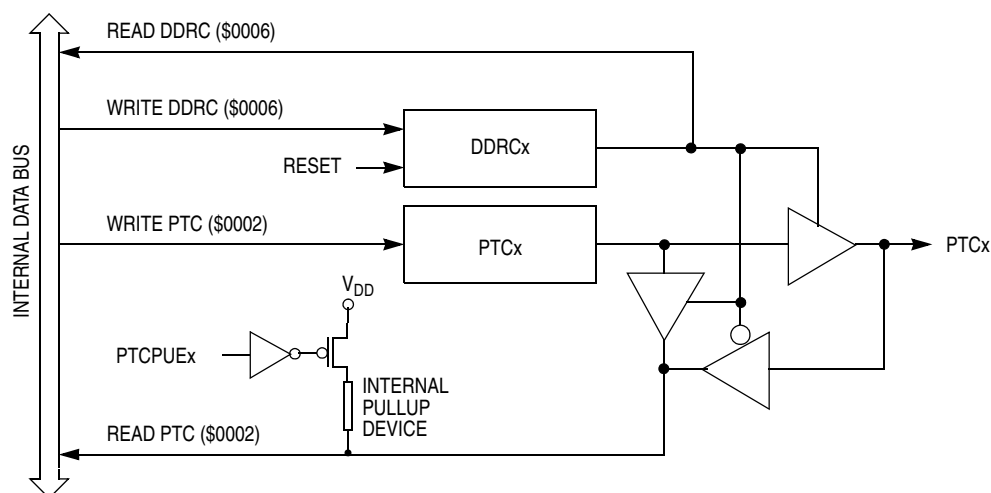 READ DDRC ($0006)
WRITE DDRC ($0006)
DDRCx
RESET
INTERNAL DATA BUS
WRITE PTC ($0002)
PTCx
PTCx
VDD
PTCPUEx
INTERNAL
PULLUP
DEVICE
READ PTC ($0002)